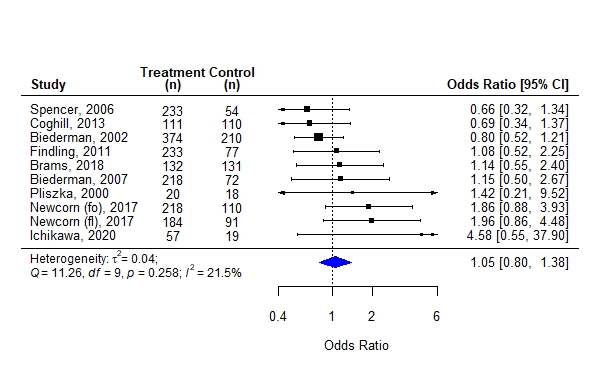 Treatment Control
Study (n) (n) Odds Ratio [95% CI]
Spencer, 2006 233 54 0.66 [0.32, 1.34]
Coghill, 2013 111 110 0.69 [0.34, 1.37]
Biederman, 2002 374 210 0.80 [0.52, 1.21]
Findling, 2011 233 77 1.08 [0.52, 2.25]
Brams, 2018 132 131 1.14 [0.55, 2.40]
Biederman, 2007 218 72 1.15 [0.50, 2.67]
Pliszka, 2000 20 18 1.42 [0.21, 9.52]
Newcorn (fo), 2017 218 110 1.86 [0.88, 3.93]
Newcorn (fl), 2017 184 91 1.96 [0.86, 4.48]
Ichikawa, 2020 57 19 4.58 [0.55, 37.90]
Heterogeneity: τ²= 0.04;
Q = 11.26, df = 9, p = 0.258; I² = 21.5% 1.05 [0.80, 1.38]
0.4 1 2 6
Odds Ratio